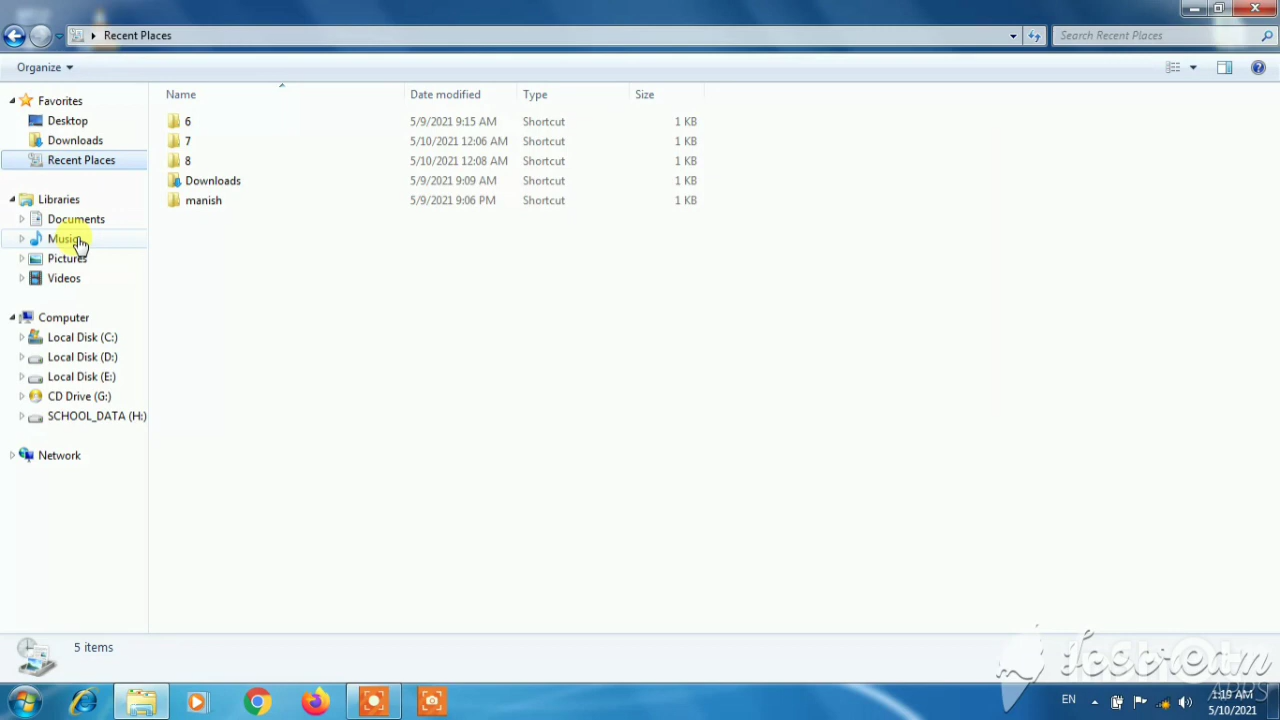 Recent Places
Search Recent Places
Organize
Name Date modified Type Size
Favorites
Desktop
Downloads
Recent Places
Libraries
Documents
Music
Pictures
Videos
Computer
Local Disk (C:)
Local Disk (D:)
Local Disk (E:)
CD Drive (G:)
SCHOOL_DATA (H:)
Network
6 5/9/2021 9:15 AM Shortcut 1 KB
7 5/10/2021 12:06 AM Shortcut 1 KB
8 5/10/2021 12:08 AM Shortcut 1 KB
Downloads 5/9/2021 9:09 AM Shortcut 1 KB
manish 5/9/2021 9:06 PM Shortcut 1 KB
5 items
EN
1:19 AM
5/10/2021
APPS